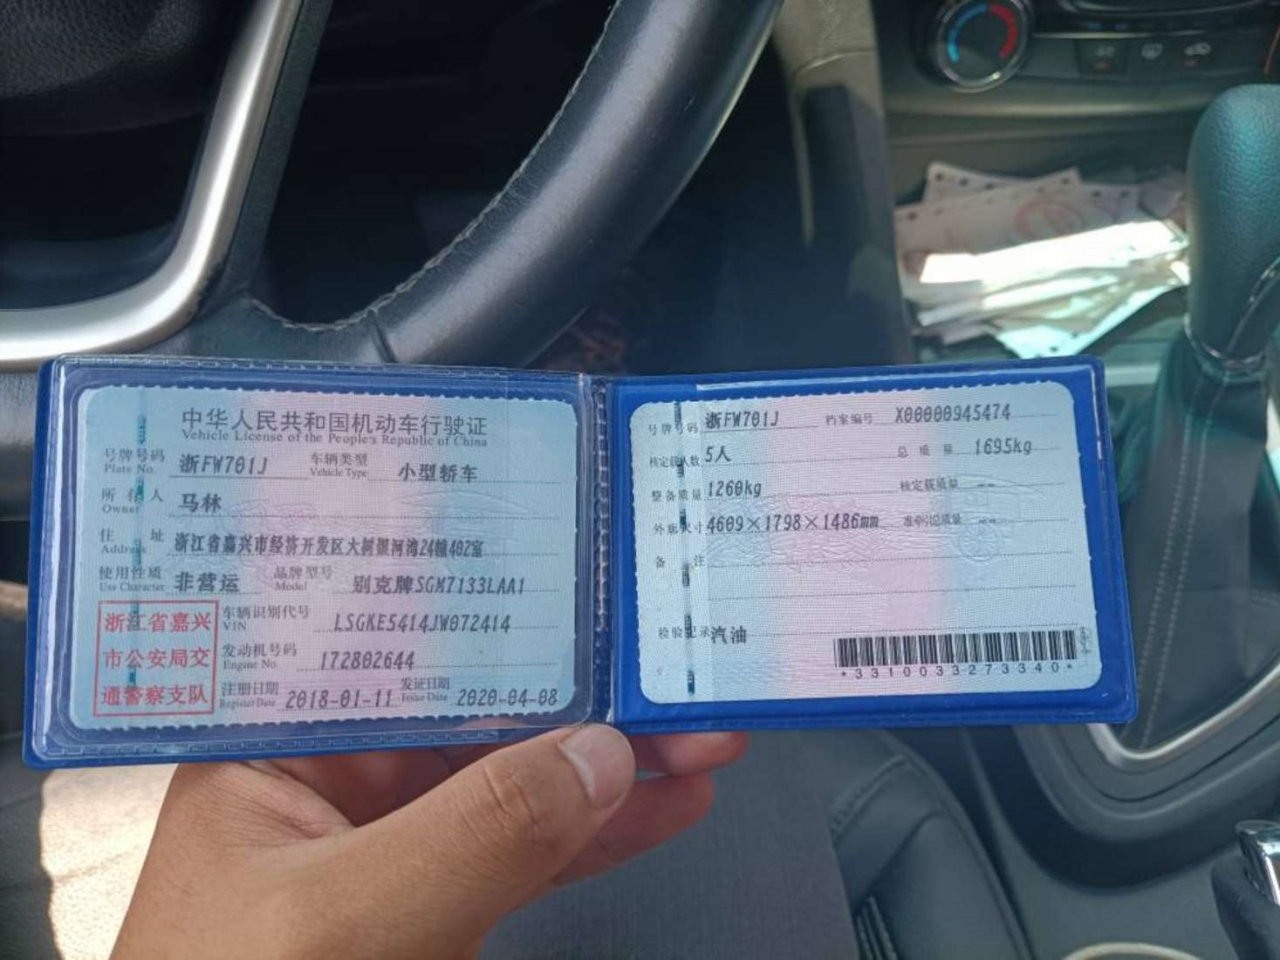 中华人民共和国机动车行驶证
Vehicle License of the People's Republic of China
号牌号码 浙FW701J 车辆类型 小型轿车
Plate No. Vehicle Type
所有人 马林
Owner
住址 浙江省嘉兴市经济开发区大树银河湾24幢402室
Address
使用性质 非营运 品牌型号 别克牌SGM7133LAA1
Use Character Model
浙江省嘉兴
市公安局交
通警察支队
车辆识别代号 LSGKE5414JW072414
VIN
发动机号码 172802644
Engine No.
注册日期 2018-01-11 发证日期 2020-04-08
Register Date Issue Date
号牌号码 浙FW701J 档案编号 X00000945474
核定载人数 5人 总质量 1695kg
整备质量 1260kg 核定载质量 --
外廓尺寸 4609×1798×1486mm 准牵引总质量 --
备注
检验记录 汽油
*3310033273340*